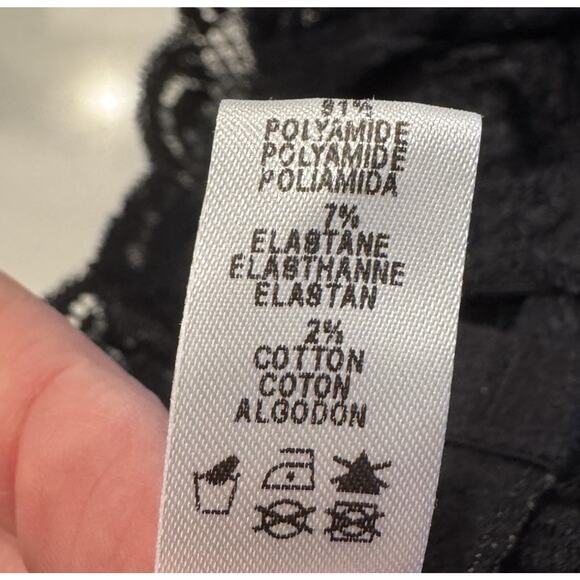 91%
POLYAMIDE
POLYAMIDE
POLIAMIDA
7%
ELASTANE
ELASTHANNE
ELASTAN
2%
COTTON
COTON
ALGODON